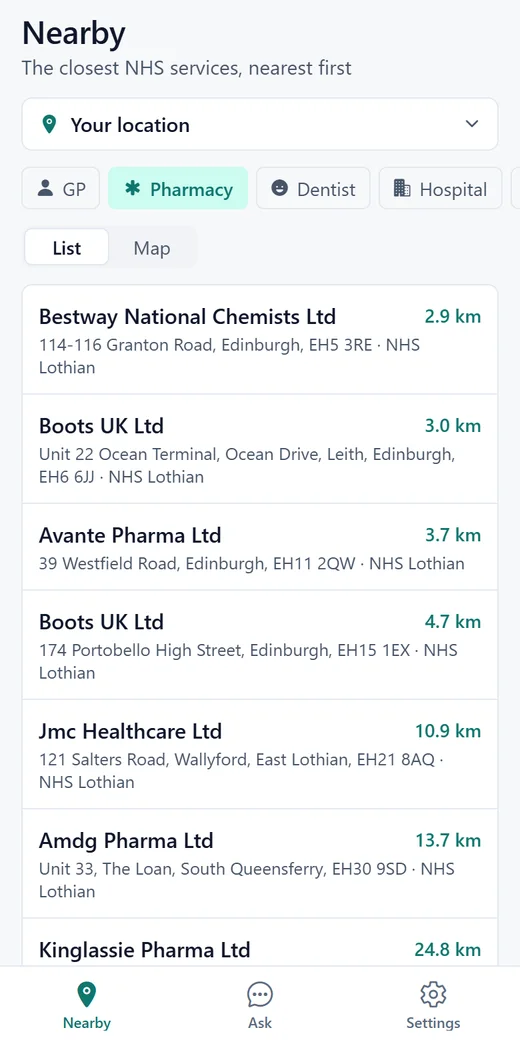 Nearby
The closest NHS services, nearest first
Your location
GP
Pharmacy
Dentist
Hospital
List
Map
Bestway National Chemists Ltd
2.9 km
114-116 Granton Road, Edinburgh, EH5 3RE · NHS
Lothian
Boots UK Ltd
3.0 km
Unit 22 Ocean Terminal, Ocean Drive, Leith, Edinburgh,
EH6 6JJ · NHS Lothian
Avante Pharma Ltd
3.7 km
39 Westfield Road, Edinburgh, EH11 2QW · NHS Lothian
Boots UK Ltd
4.7 km
174 Portobello High Street, Edinburgh, EH15 1EX · NHS
Lothian
Jmc Healthcare Ltd
10.9 km
121 Salters Road, Wallyford, East Lothian, EH21 8AQ ·
NHS Lothian
Amdg Pharma Ltd
13.7 km
Unit 33, The Loan, South Queensferry, EH30 9SD · NHS
Lothian
Kinglassie Pharma Ltd
24.8 km
Nearby
Ask
Settings